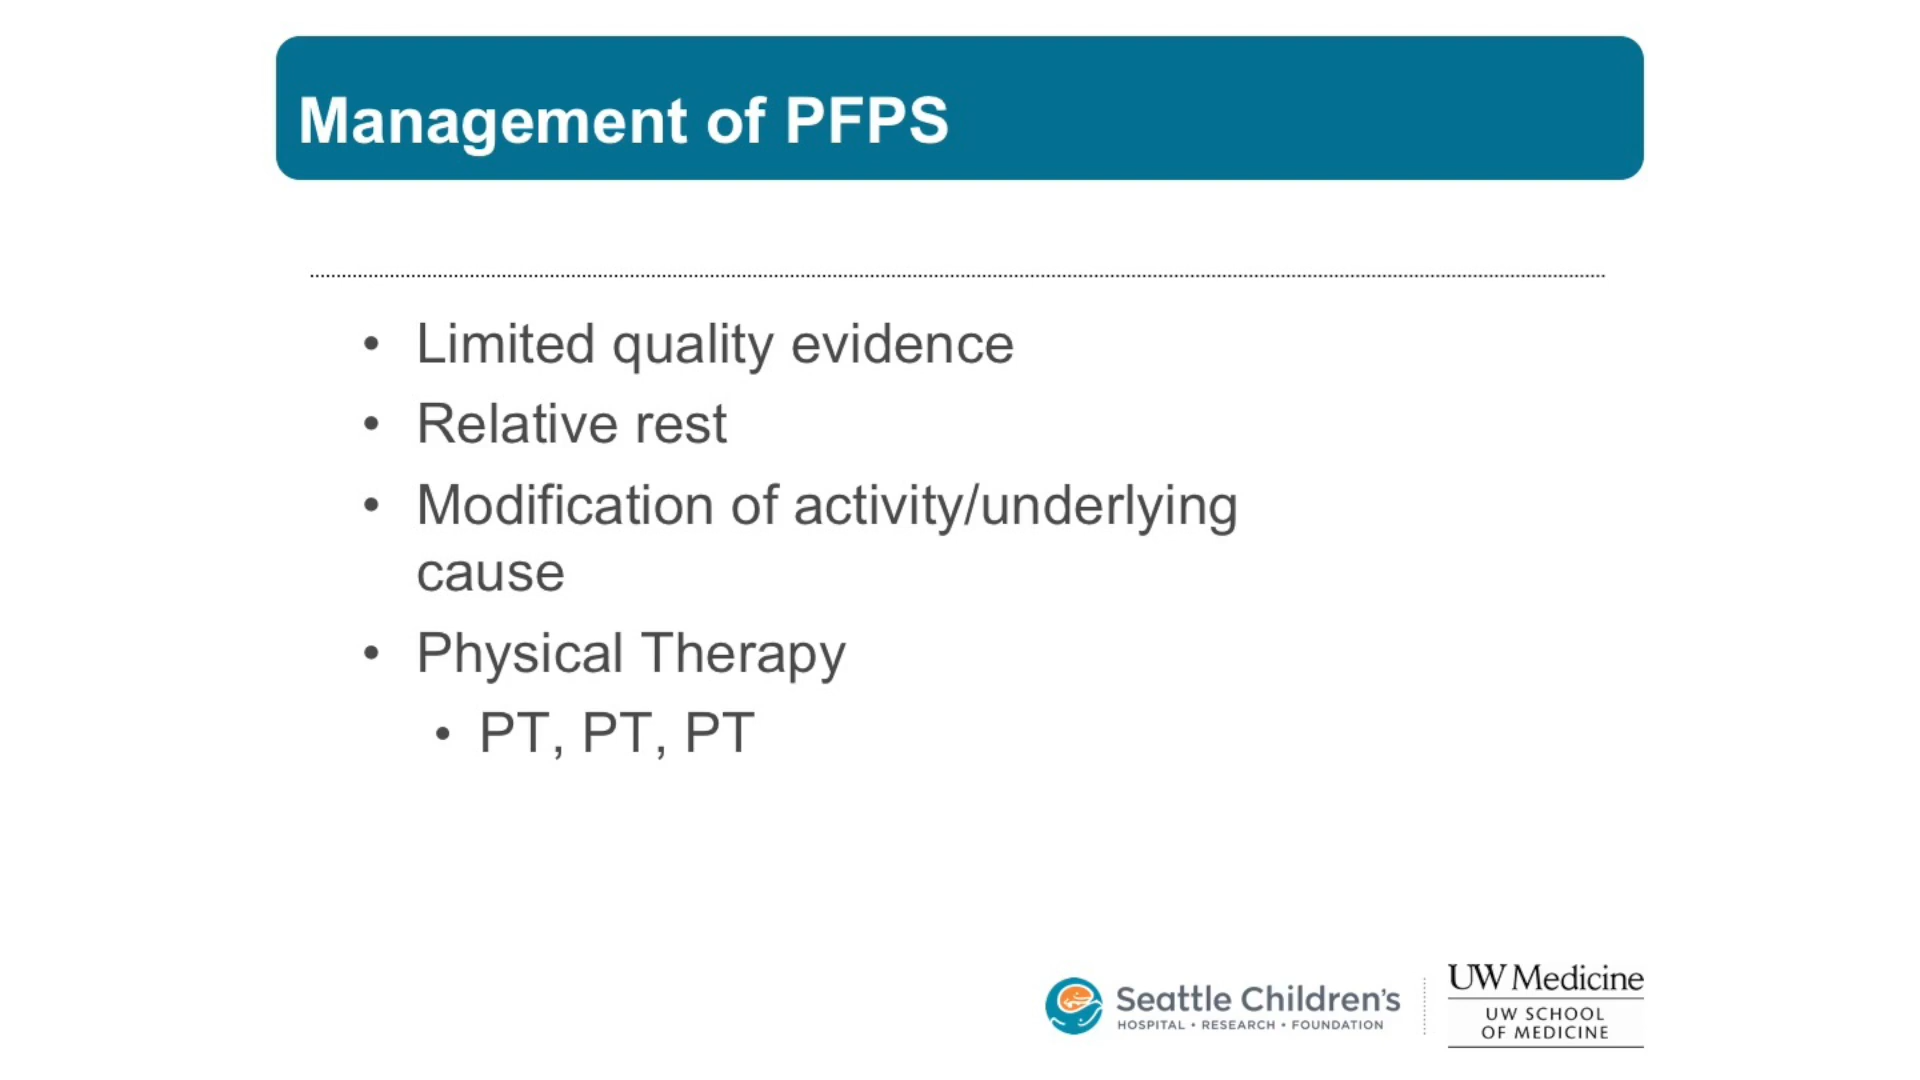 Management of PFPS
• Limited quality evidence
• Relative rest
• Modification of activity/underlying
cause
• Physical Therapy
• PT, PT, PT
Seattle Children's
HOSPITAL • RESEARCH • FOUNDATION
UW Medicine
UW SCHOOL
OF MEDICINE